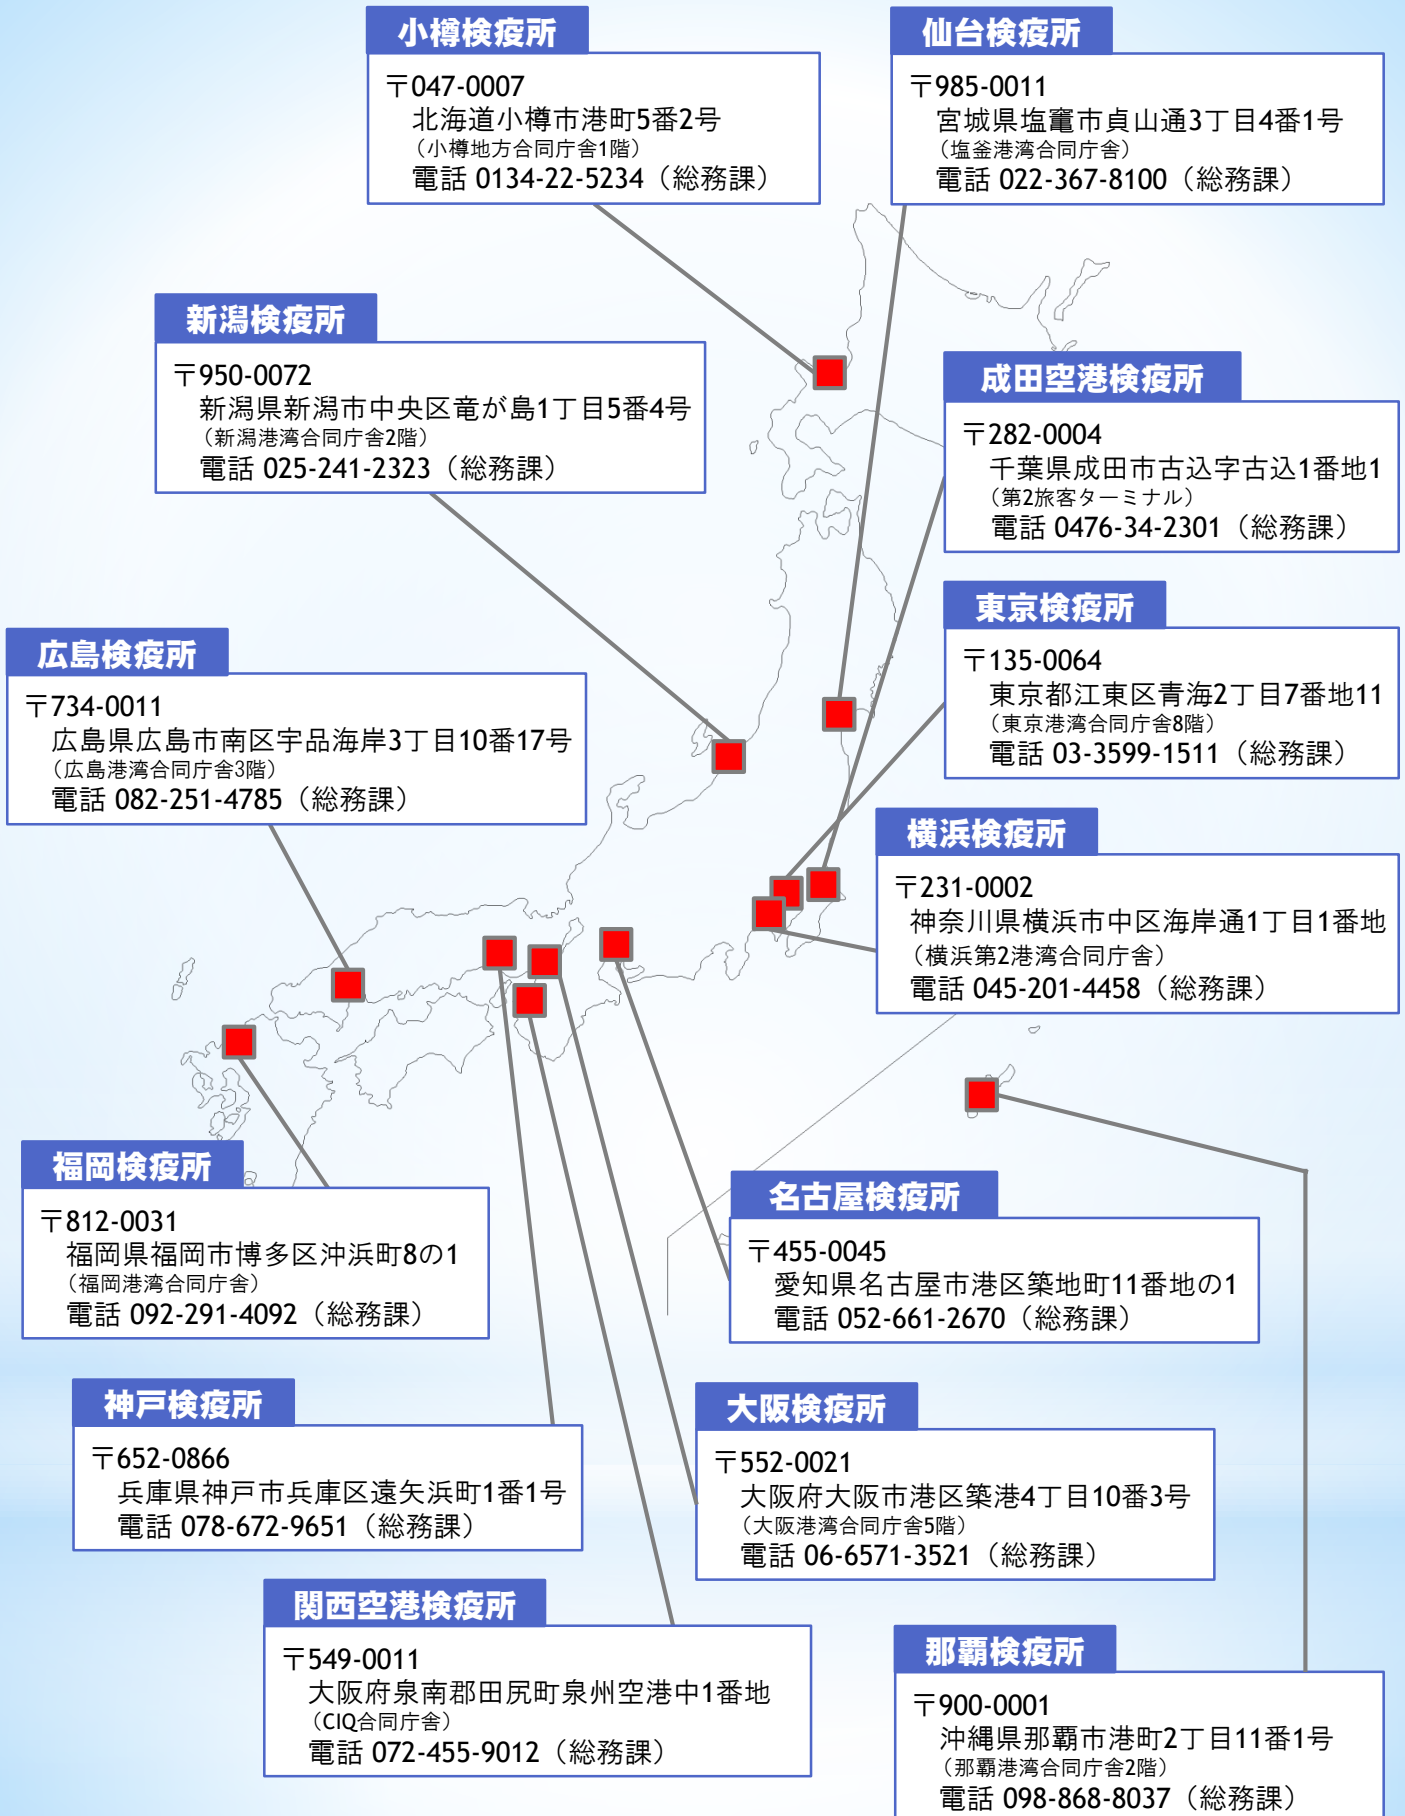 小樽検疫所
〒047-0007
北海道小樽市港町5番2号
（小樽地方合同庁舎1階）
電話 0134-22-5234（総務課）
仙台検疫所
〒985-0011
宮城県塩竈市貞山通3丁目4番1号
（塩釜港湾合同庁舎）
電話 022-367-8100（総務課）
新潟検疫所
〒950-0072
新潟県新潟市中央区竜が島1丁目5番4号
（新潟港湾合同庁舎2階）
電話 025-241-2323（総務課）
成田空港検疫所
〒282-0004
千葉県成田市古込字古込1番地1
（第2旅客ターミナル）
電話 0476-34-2301（総務課）
東京検疫所
〒135-0064
東京都江東区青海2丁目7番地11
（東京港湾合同庁舎8階）
電話 03-3599-1511（総務課）
広島検疫所
〒734-0011
広島県広島市南区宇品海岸3丁目10番17号
（広島港湾合同庁舎3階）
電話 082-251-4785（総務課）
横浜検疫所
〒231-0002
神奈川県横浜市中区海岸通1丁目1番地
（横浜第2港湾合同庁舎）
電話 045-201-4458（総務課）
福岡検疫所
〒812-0031
福岡県福岡市博多区沖浜町8の1
（福岡港湾合同庁舎）
電話 092-291-4092（総務課）
名古屋検疫所
〒455-0045
愛知県名古屋市港区築地町11番地の1
電話 052-661-2670（総務課）
神戸検疫所
〒652-0866
兵庫県神戸市兵庫区遠矢浜町1番1号
電話 078-672-9651（総務課）
大阪検疫所
〒552-0021
大阪府大阪市港区築港4丁目10番3号
（大阪港湾合同庁舎5階）
電話 06-6571-3521（総務課）
関西空港検疫所
〒549-0011
大阪府泉南郡田尻町泉州空港中1番地
（CIQ合同庁舎）
電話 072-455-9012（総務課）
那覇検疫所
〒900-0001
沖縄県那覇市港町2丁目11番1号
（那覇港湾合同庁舎2階）
電話 098-868-8037（総務課）